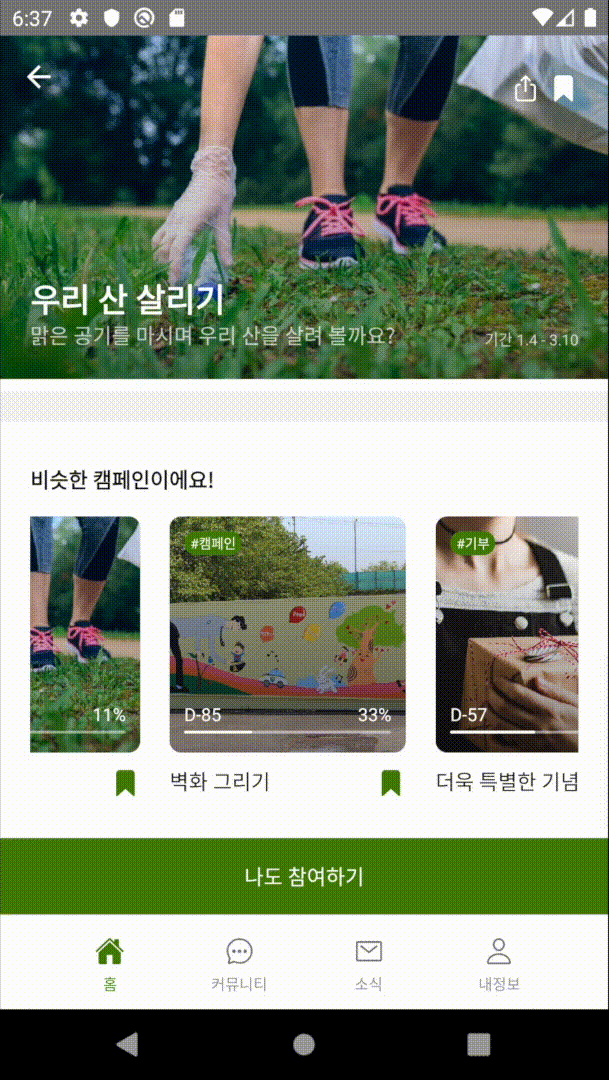 6:37
우리 산 살리기
맑은 공기를 마시며 우리 산을 살려 볼까요?
기간 1.4 - 3.10
비슷한 캠페인이에요!
#캠페인
#기부
11%
D-85
33%
D-57
벽화 그리기
더욱 특별한 기념
나도 참여하기
홈
커뮤니티
소식
내정보